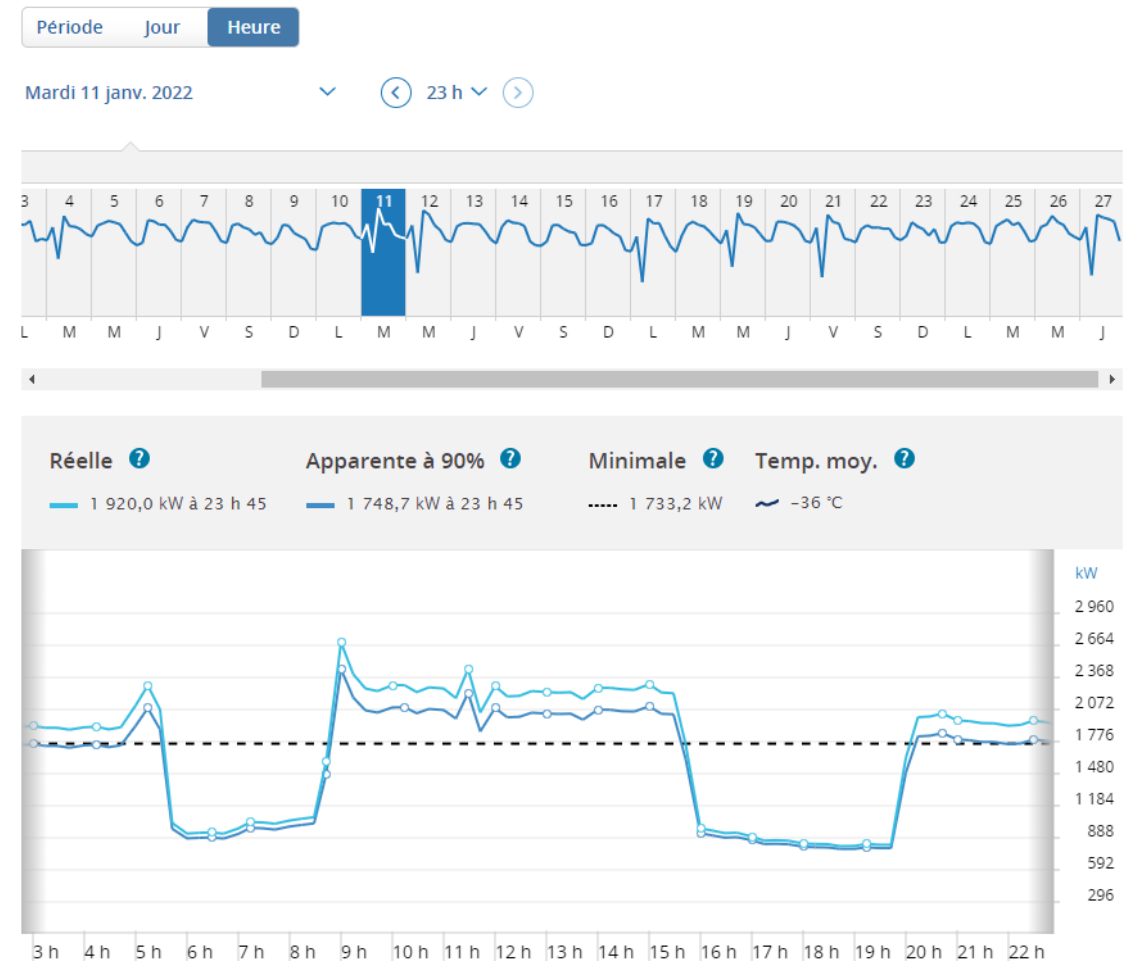 Période Jour Heure
Mardi 11 janv. 2022 23 h
3 4 5 6 7 8 9 10 11 12 13 14 15 16 17 18 19 20 21 22 23 24 25 26 27
L M M J V S D L M M J V S D L M M J V S D L M M J
Réelle ? Apparente à 90% ? Minimale ? Temp. moy. ?
1 920,0 kW à 23 h 45 1 748,7 kW à 23 h 45 1 733,2 kW -36 °C
kW
2 960
2 664
2 368
2 072
1 776
1 480
1 184
888
592
296
3 h 4 h 5 h 6 h 7 h 8 h 9 h 10 h 11 h 12 h 13 h 14 h 15 h 16 h 17 h 18 h 19 h 20 h 21 h 22 h